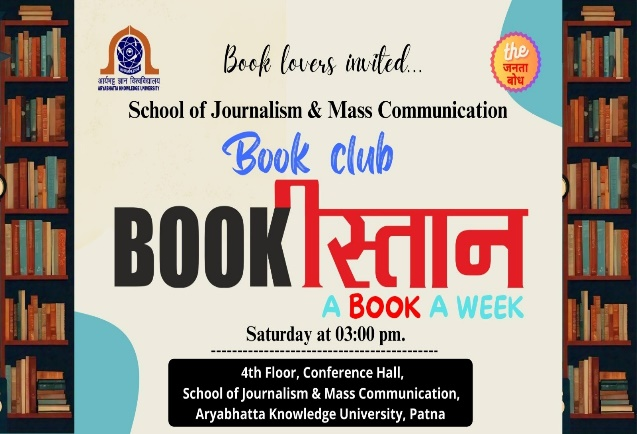 Book lovers invited...
आर्यभट्ट ज्ञान विश्वविद्यालय
ARYABHATTA KNOWLEDGE UNIVERSITY
the
जनता
बोध
School of Journalism & Mass Communication
Book club
BOOKीस्तान
A BOOK A WEEK
Saturday at 03:00 pm.
4th Floor, Conference Hall,
School of Journalism & Mass Communication,
Aryabhatta Knowledge University, Patna